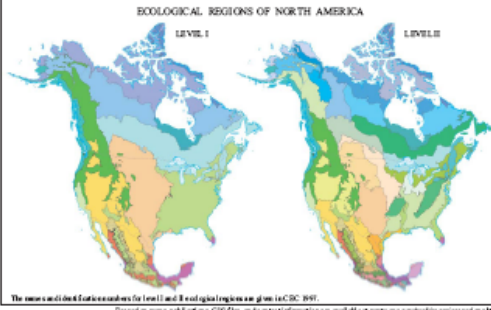 ECOLOGICAL REGIONS OF NORTH AMERICA
LEVEL I
LEVEL II
The names and identification numbers for level I and II ecological regions are given in CEC 1997.